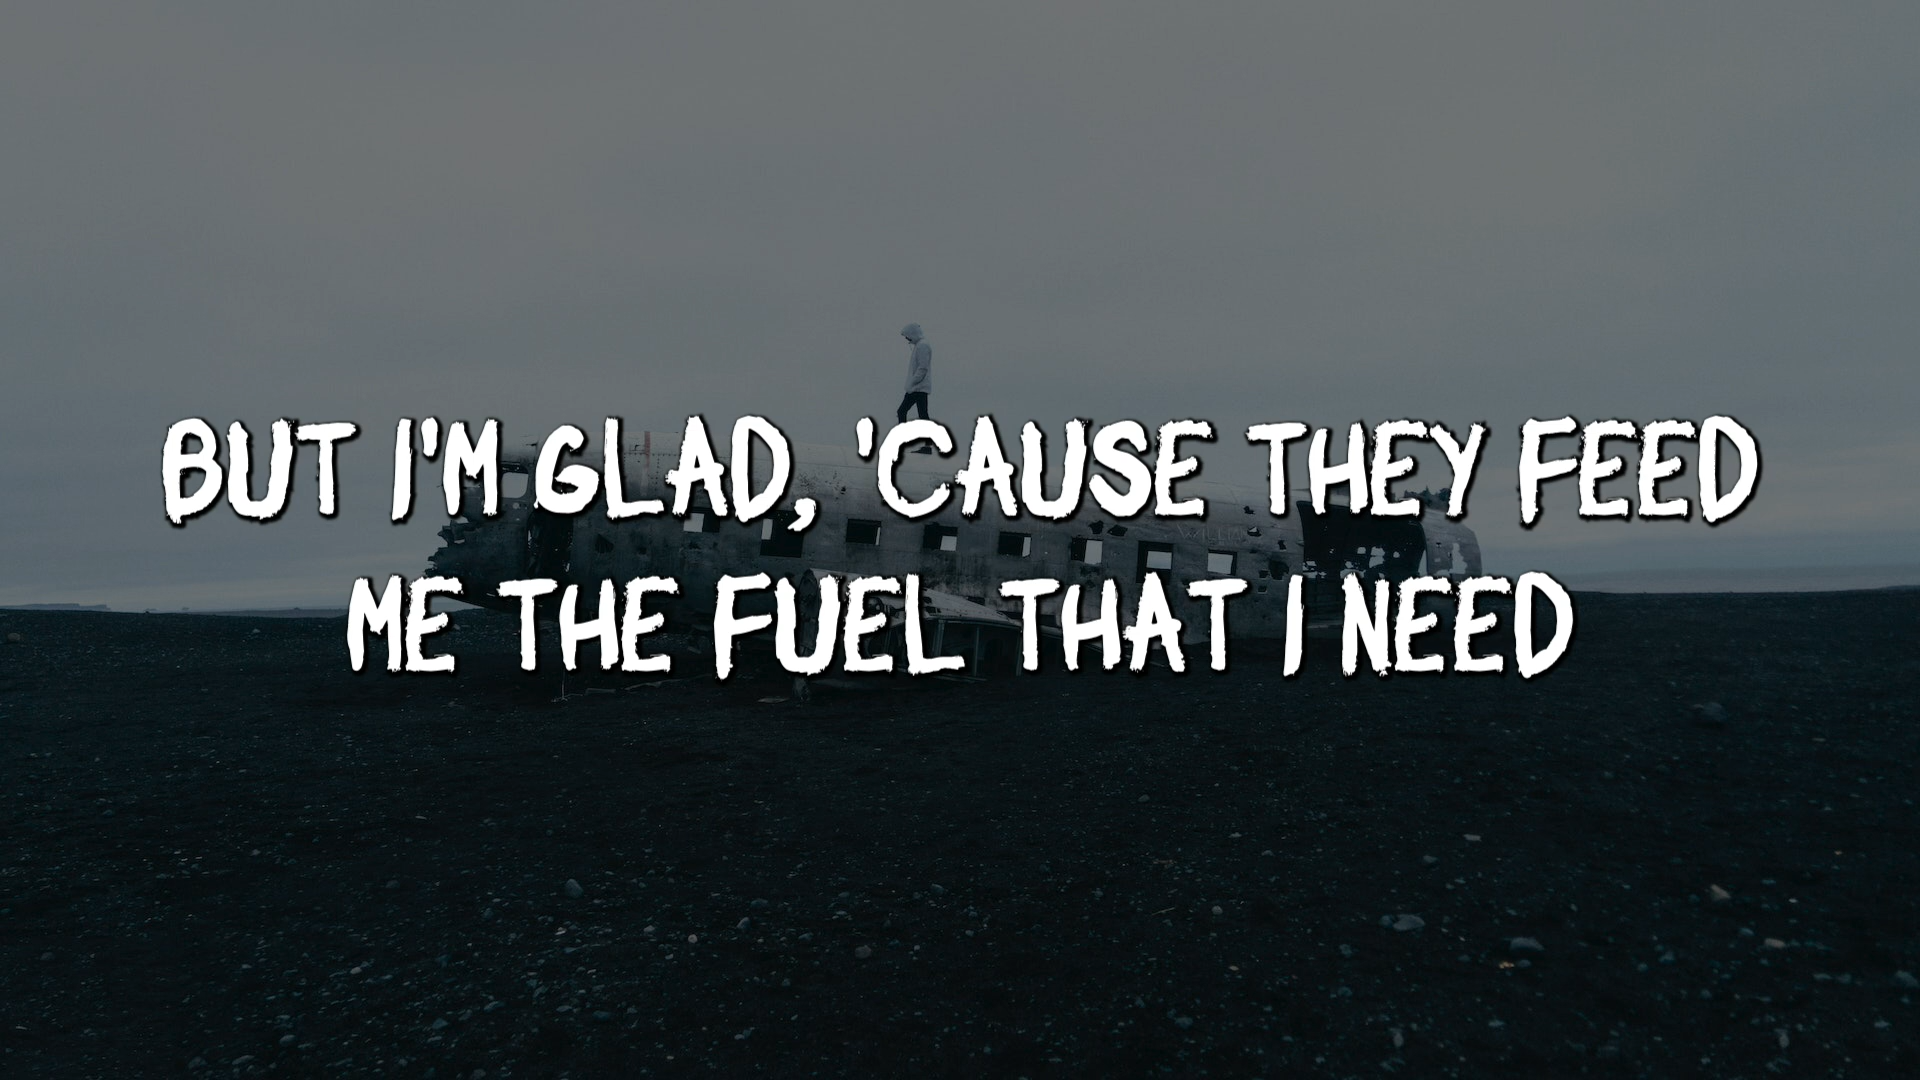 BUT I'M GLAD, 'CAUSE THEY FEED
ME THE FUEL THAT I NEED